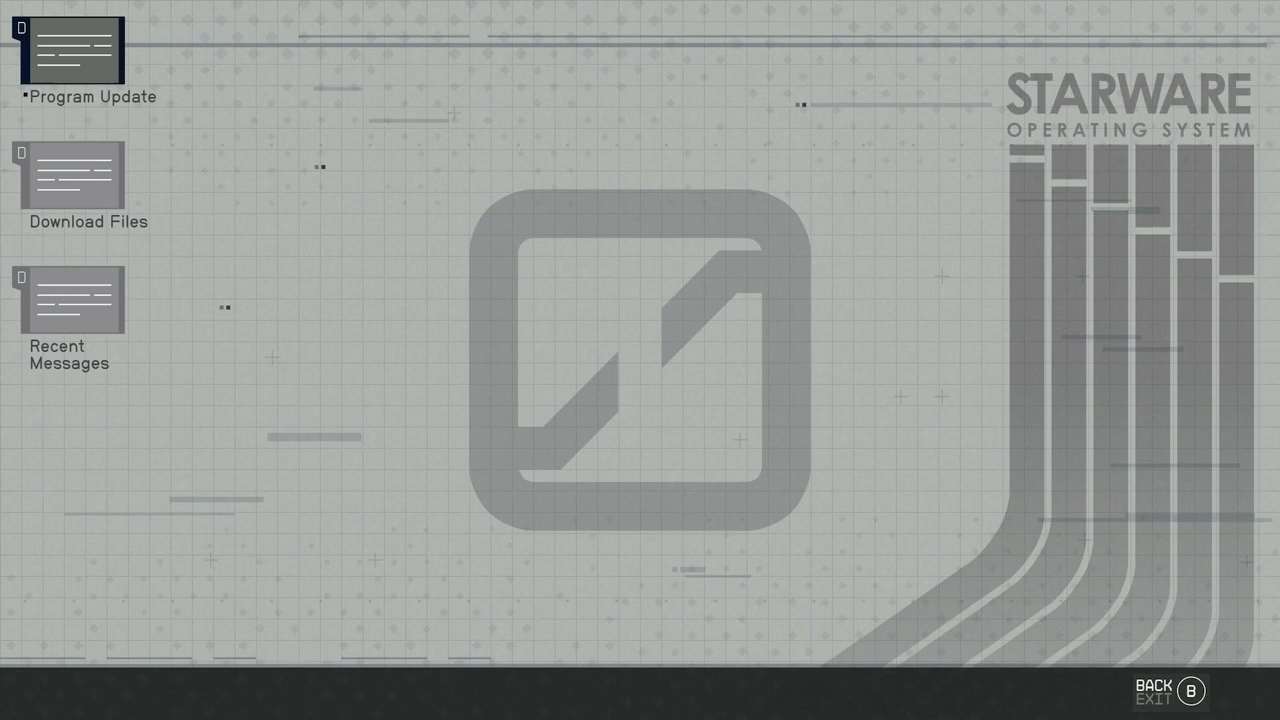 D
Program Update
D
Download Files
D
Recent
Messages
STARWARE
OPERATING SYSTEM
BACK
EXIT
B